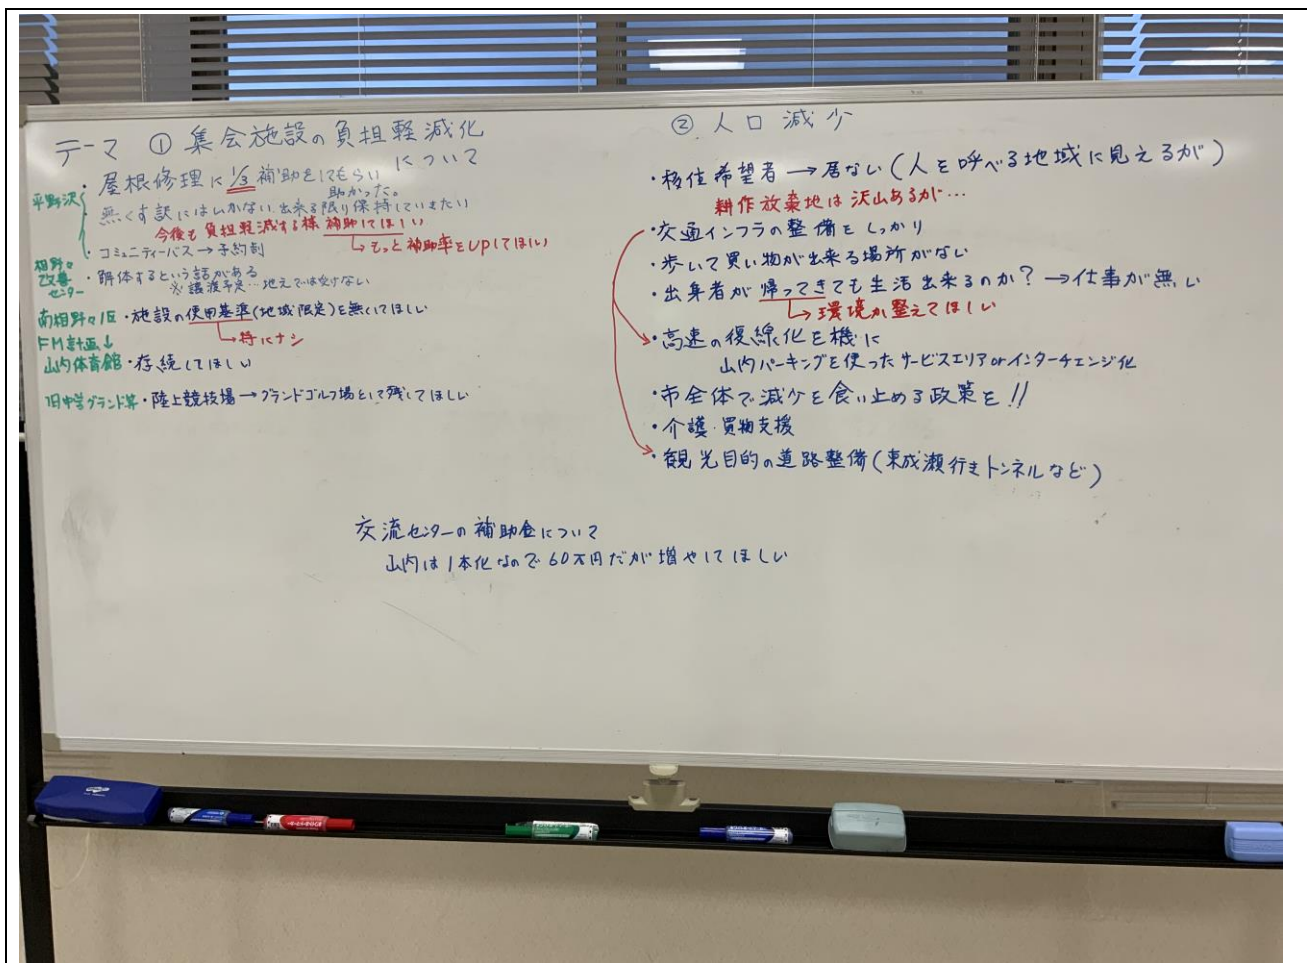 テーマ ① 集会施設の負担軽減化
について
平野沢
・屋根修理に1/3補助をしてもらい
助かった。
・無くす訳にはいかない 出来る限り保持していきたい
今後も負担軽減する様 補助してほしい
↳もっと補助率をUPしてほしい
・コミュニティーバス→予約制
相野々
改善
センター
・解体するという話がある
※譲渡予定…地元では受けない
南相野々1区・施設の使用基準(地域限定)を無くしてほしい
↳特にナシ
FM計画↓
山内体育館・存続してほしい
旧中学グランド等・陸上競技場→グランドゴルフ場として残してほしい
② 人口減少
・移住希望者→居ない(人を呼べる地域に見えるが)
耕作放棄地は沢山あるが…
・交通インフラの整備をしっかり
・歩いて買い物が出来る場所がない
・出身者が帰ってきても生活出来るのか?→仕事が無い
↳環境が整えてほしい
・高速の復線化を機に
山内パーキングを使ったサービスエリアorインターチェンジ化
・市全体で減少を食い止める政策を!!
・介護・買物支援
・観光目的の道路整備(東成瀬行きトンネルなど)
交流センターの補助金について
山内は1本化なので60万円だが増やしてほしい